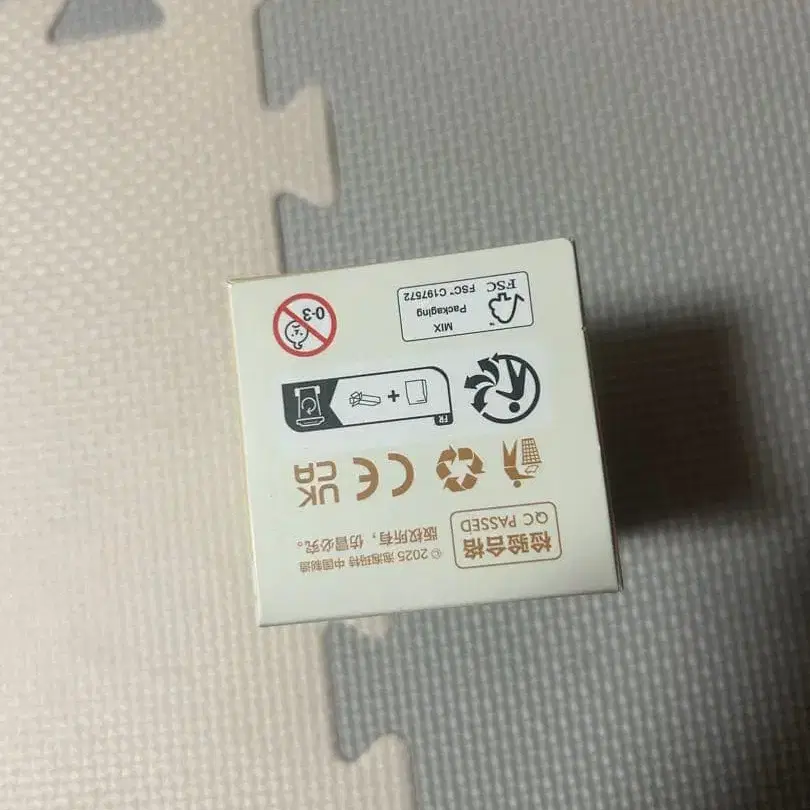 检验合格
QC PASSED
© 2025 泡泡玛特 中国制造
版权所有，仿冒必究。
CE
UK
CA
FR
+
FSC
MIX
Packaging
FSC™ C197572
0-3